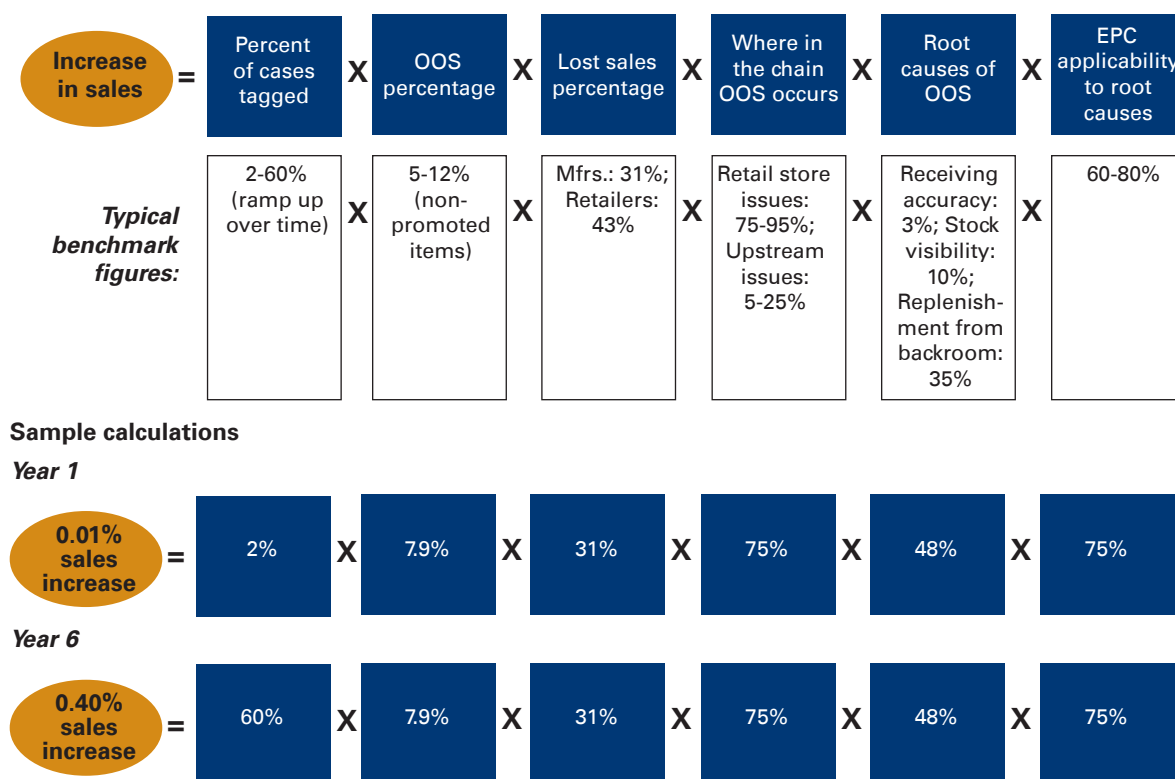 Increase
in sales
=
Percent
of cases
tagged
X
OOS
percentage
X
Lost sales
percentage
X
Where in
the chain
OOS occurs
X
Root
causes of
OOS
X
EPC
applicability
to root
causes
Typical
benchmark
figures:
2-60%
(ramp up
over time)
X
5-12%
(non-
promoted
items)
X
Mfrs.: 31%;
Retailers:
43%
X
Retail store
issues:
75-95%;
Upstream
issues:
5-25%
X
Receiving
accuracy:
3%; Stock
visibility:
10%;
Replenish-
ment from
backroom:
35%
X
60-80%
Sample calculations
Year 1
0.01%
sales
increase
=
2%
X
7.9%
X
31%
X
75%
X
48%
X
75%
Year 6
0.40%
sales
increase
=
60%
X
7.9%
X
31%
X
75%
X
48%
X
75%